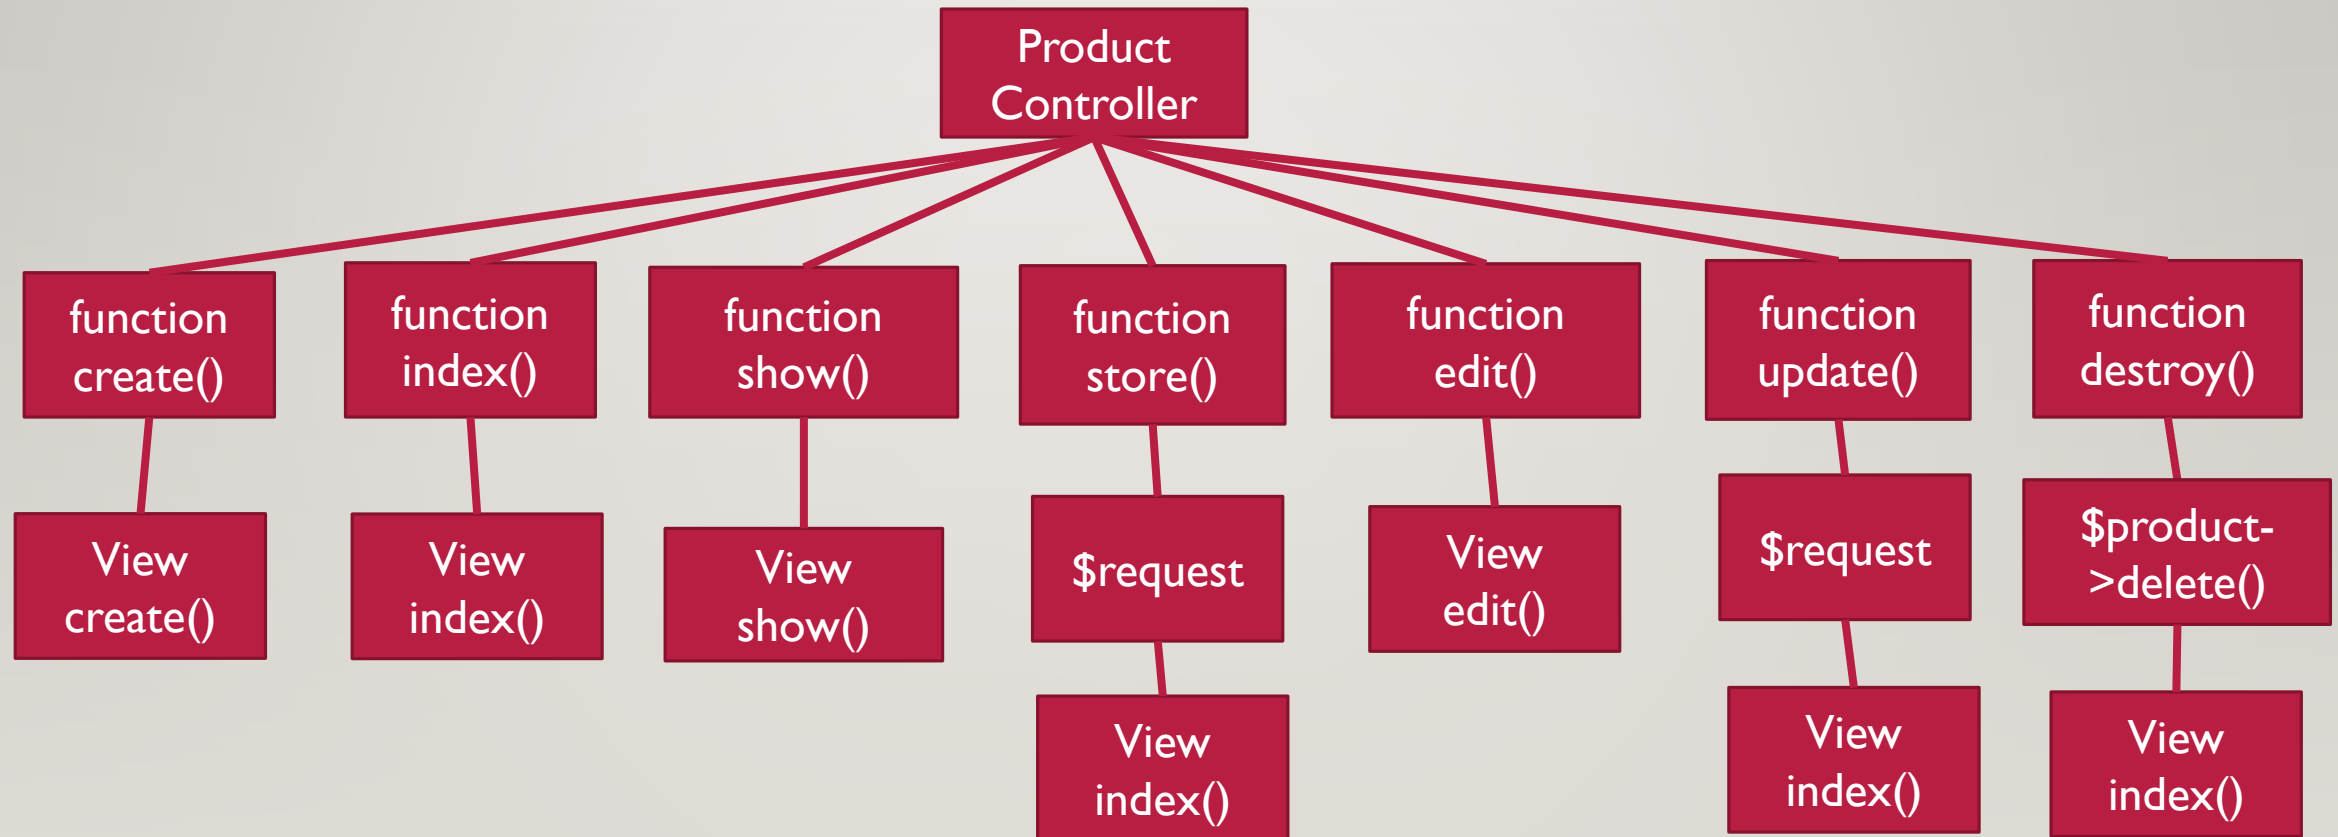 Product
Controller
function
create()
function
index()
function
show()
function
store()
function
edit()
function
update()
function
destroy()
View
create()
View
index()
View
show()
$request
View
edit()
$request
$product-
>delete()
View
index()
View
index()
View
index()